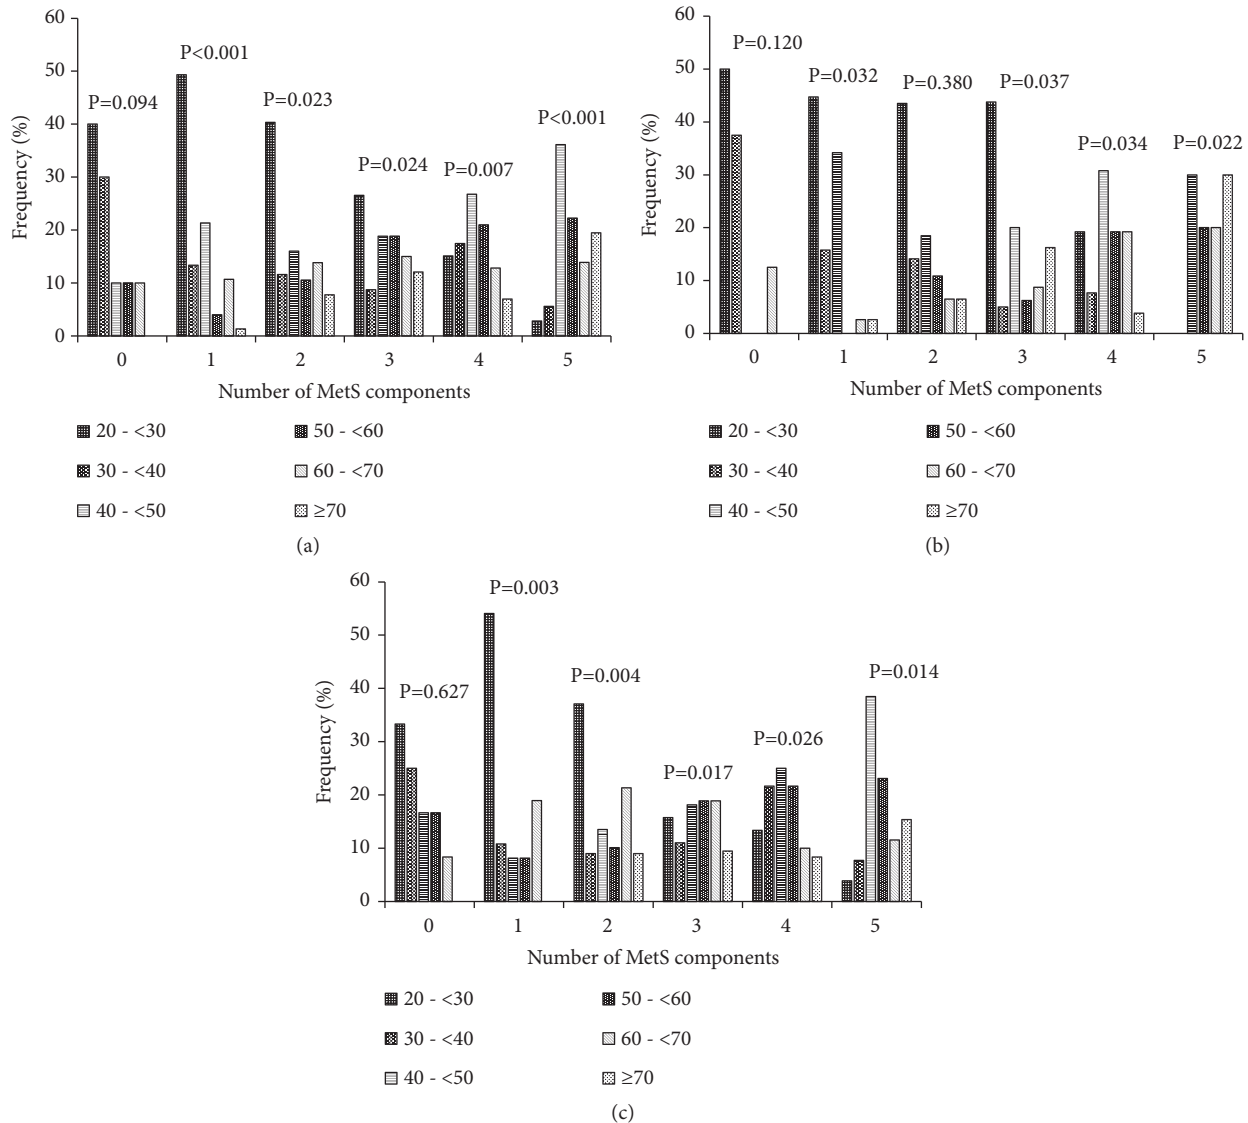 60
50
40
30
20
10
0
Frequency (%)
P=0.094
P<0.001
P=0.023
P=0.024
P=0.007
P<0.001
0 1 2 3 4 5
Number of MetS components
20 - <30 50 - <60
30 - <40 60 - <70
40 - <50 ≥70
(a)
60
50
40
30
20
10
0
Frequency (%)
P=0.120
P=0.032
P=0.380
P=0.037
P=0.034
P=0.022
0 1 2 3 4 5
Number of MetS components
20 - <30 50 - <60
30 - <40 60 - <70
40 - <50 ≥70
(b)
60
50
40
30
20
10
0
Frequency (%)
P=0.627
P=0.003
P=0.004
P=0.017
P=0.026
P=0.014
0 1 2 3 4 5
Number of MetS components
20 - <30 50 - <60
30 - <40 60 - <70
40 - <50 ≥70
(c)